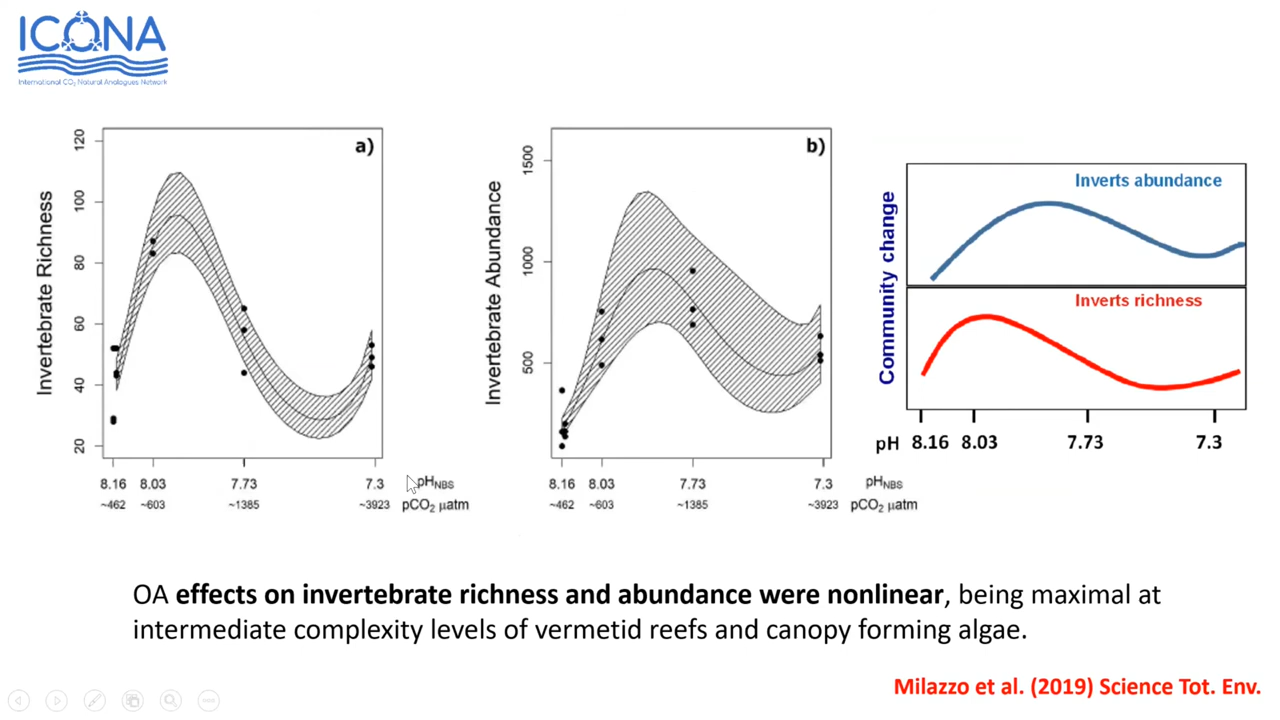 ICONA
International CO₂ Natural Analogues Network
a)
Invertebrate Richness
120
100
80
60
40
20
8.16 8.03 7.73 7.3 pHNBS
~462 ~603 ~1385 ~3923 pCO₂ µatm
b)
Invertebrate Abundance
1500
1000
500
8.16 8.03 7.73 7.3 pHNBS
~462 ~603 ~1385 ~3923 pCO₂ µatm
Community change
Inverts abundance
Inverts richness
pH 8.16 8.03 7.73 7.3
OA effects on invertebrate richness and abundance were nonlinear, being maximal at
intermediate complexity levels of vermetid reefs and canopy forming algae.
Milazzo et al. (2019) Science Tot. Env.